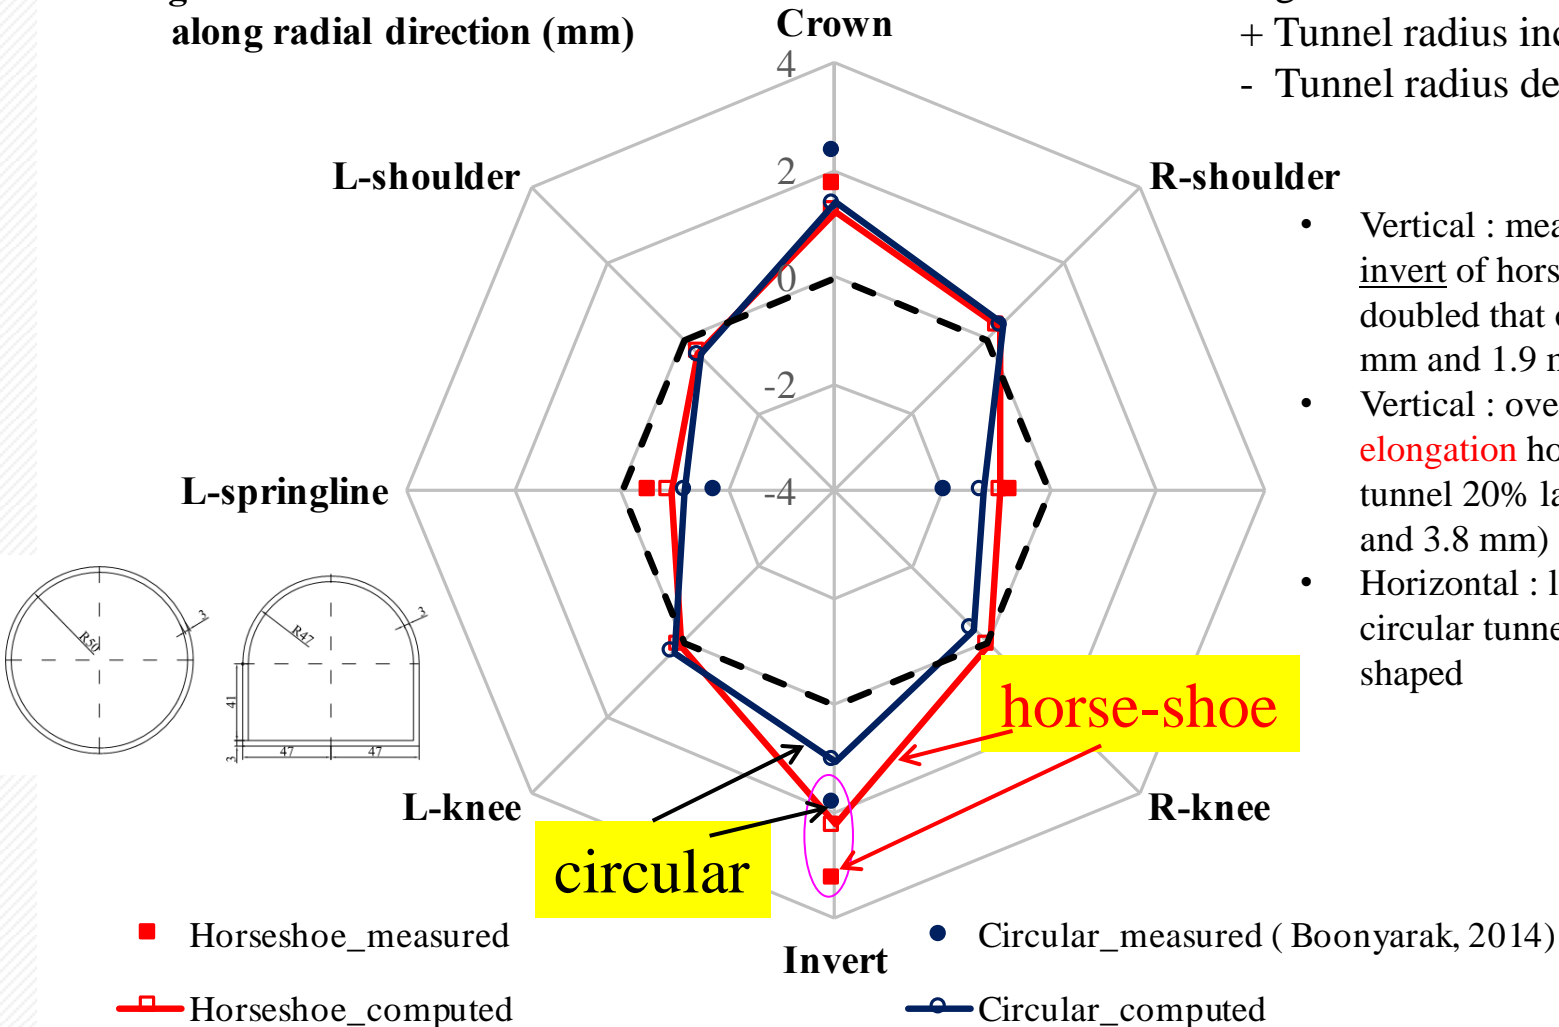 along radial direction (mm)
Crown
+ Tunnel radius inc
- Tunnel radius de
4
2
0
-2
-4
L-shoulder
R-shoulder
L-springline
L-knee
R-knee
Invert
• Vertical : mea
invert of hors
doubled that o
mm and 1.9 m
• Vertical : ove
elongation ho
tunnel 20% la
and 3.8 mm)
• Horizontal : l
circular tunne
shaped
R50
3
R47
3
41
3
47
47
horse-shoe
circular
Horseshoe_measured
Circular_measured ( Boonyarak, 2014)
Horseshoe_computed
Circular_computed